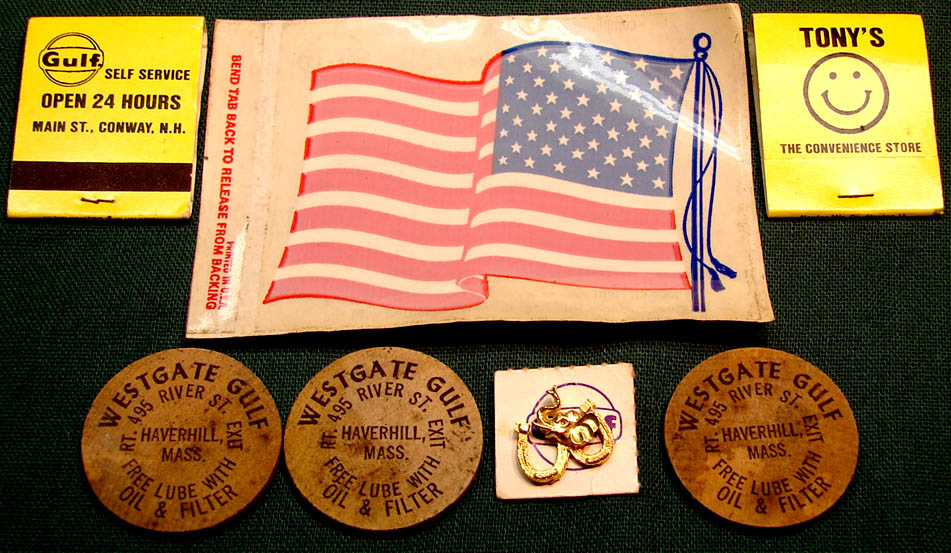 Gulf
SELF SERVICE
OPEN 24 HOURS
MAIN ST., CONWAY, N.H.
BEND TAB BACK TO RELEASE FROM BACKING
PRINTED IN U.S.A.
TONY'S
THE CONVENIENCE STORE
WESTGATE GULF
RT. 495 RIVER ST. EXIT
HAVERHILL,
MASS.
FREE LUBE WITH
OIL & FILTER
WESTGATE GULF
RT. 495 RIVER ST. EXIT
HAVERHILL,
MASS.
FREE LUBE WITH
OIL & FILTER
WESTGATE GULF
RT. 495 RIVER ST. EXIT
HAVERHILL,
MASS.
FREE LUBE WITH
OIL & FILTER